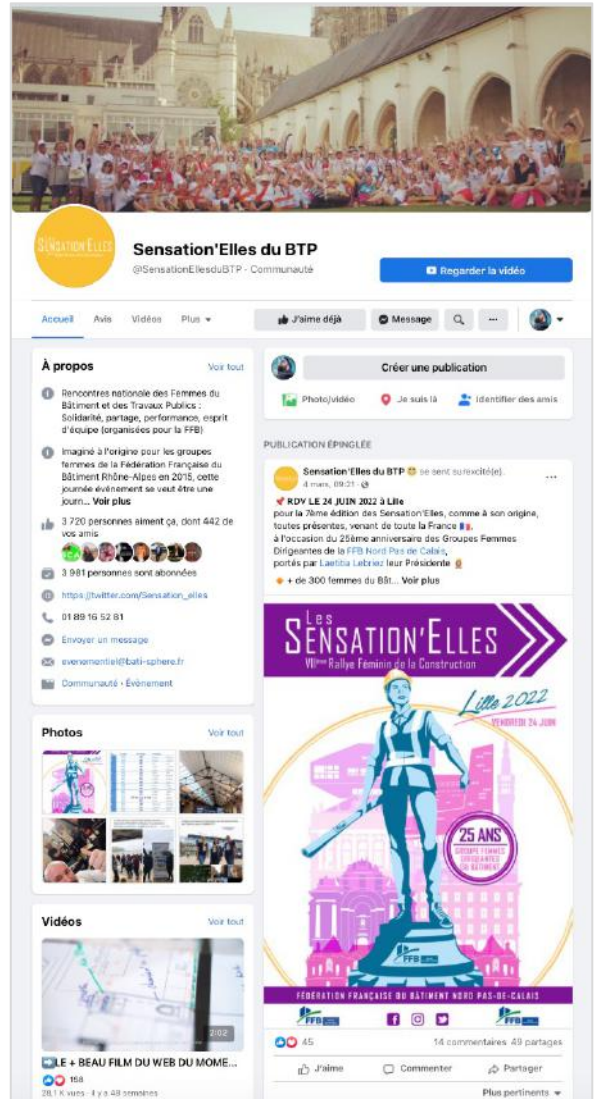 SENSATION'ELLES
Sensation'Elles du BTP
@SensationEllesduBTP · Communauté
Regarder la vidéo
Accueil
Avis
Vidéos
Plus
J'aime déjà
Message
À propos
Voir tout
Rencontres nationale des Femmes du
Bâtiment et des Travaux Publics :
Solidarité, partage, performance, esprit
d'équipe (organisées pour la FFB)
Imaginé à l'origine pour les groupes
femmes de la Fédération Française du
Bâtiment Rhône-Alpes en 2015, cette
journée événement se veut être une
journ... Voir plus
3 720 personnes aiment ça, dont 442 de
vos amis
3 981 personnes sont abonnées
https://twitter.com/Sensation_elles
01 89 16 52 81
Envoyer un message
evenementiel@bati-sphere.fr
Communauté · Évènement
Photos
Voir tout
Vidéos
Voir tout
2:02
LE + BEAU FILM DU WEB DU MOME...
158
28,1 K vues · il y a 48 semaines
Créer une publication
Photo/vidéo
Je suis là
Identifier des amis
PUBLICATION ÉPINGLÉE
Sensation'Elles du BTP 😁 se sent surexcité(e).
4 mars, 09:21 ·
📌 RDV LE 24 JUIN 2022 à Lille
pour la 7ème édition des Sensation'Elles, comme à son origine,
toutes présentes, venant de toute la France 🇫🇷,
à l'occasion du 25ème anniversaire des Groupes Femmes
Dirigeantes de la FFB Nord Pas de Calais,
portés par Laetitia Lebriez leur Présidente
🔸 + de 300 femmes du Bât... Voir plus
Les
SENSATION'ELLES
VIIème Rallye Féminin de la Construction
Lille 2022
VENDREDI 24 JUIN
25 ANS
GROUPE FEMMES
DIRIGEANTES
DU BÂTIMENT
FFB
FÉDÉRATION FRANÇAISE DU BÂTIMENT NORD PAS-DE-CALAIS
FFB
FFB
45
14 commentaires 49 partages
J'aime
Commenter
Partager
Plus pertinents